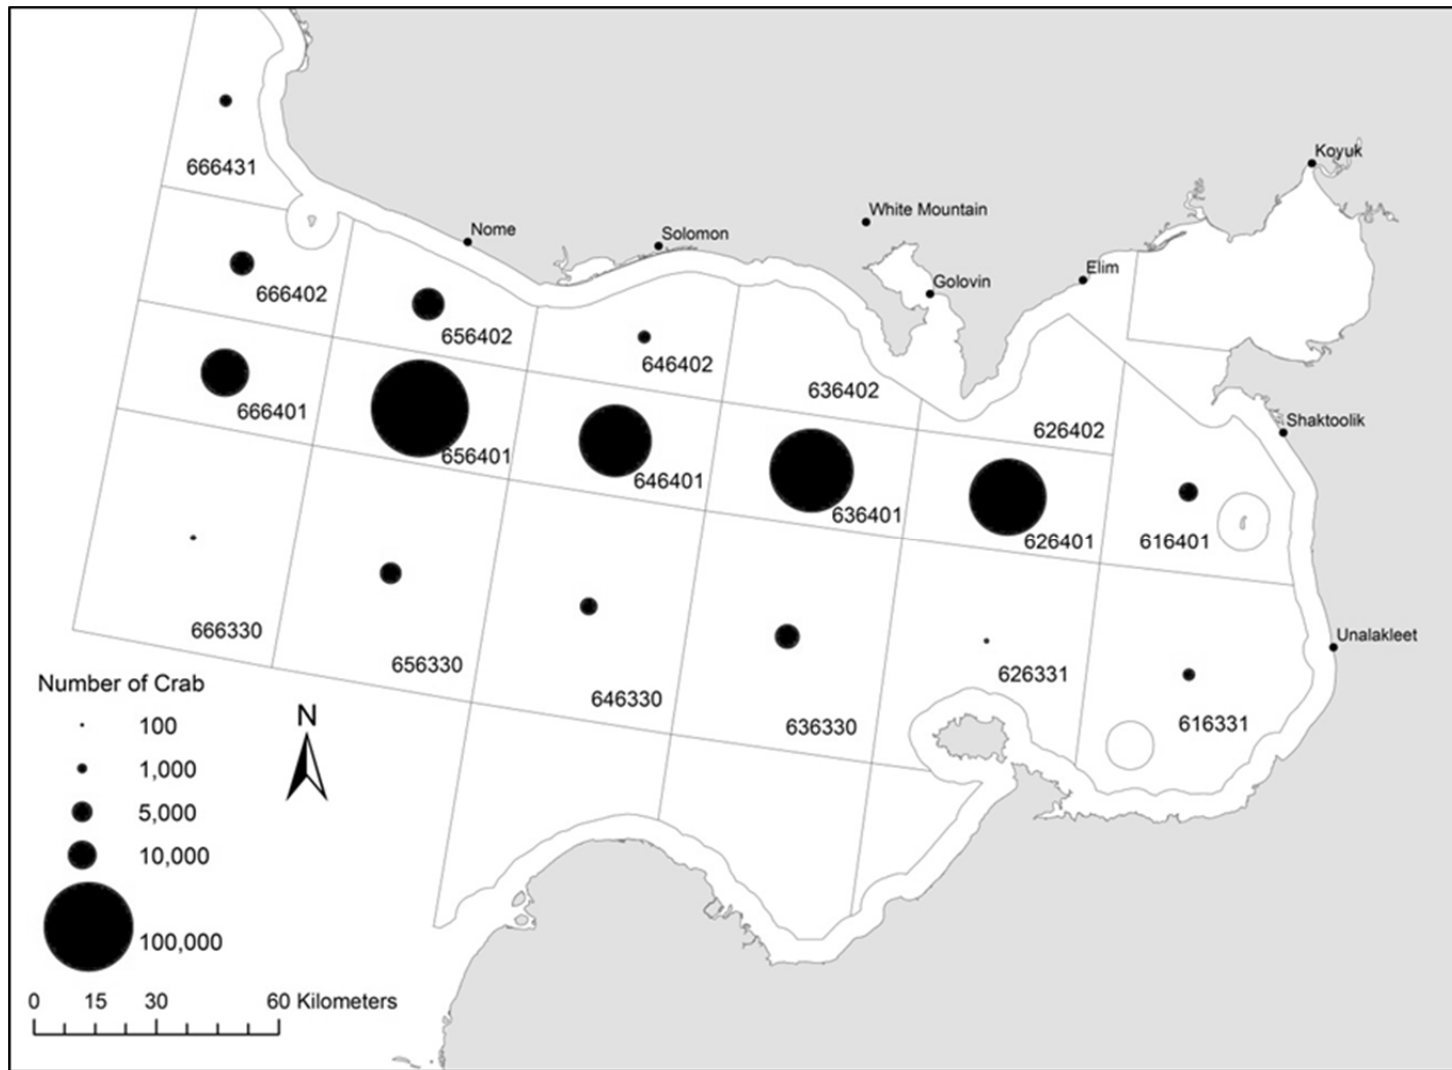 Koyuk
666431
White Mountain
Nome
Solomon
Elim
Golovin
666402
656402
646402
636402
666401
626402
Shaktoolik
656401
646401
636401
626401
616401
666330
Unalakleet
656330
626331
646330
616331
636330
Number of Crab
100
1,000
5,000
10,000
100,000
N
0 15 30 60 Kilometers